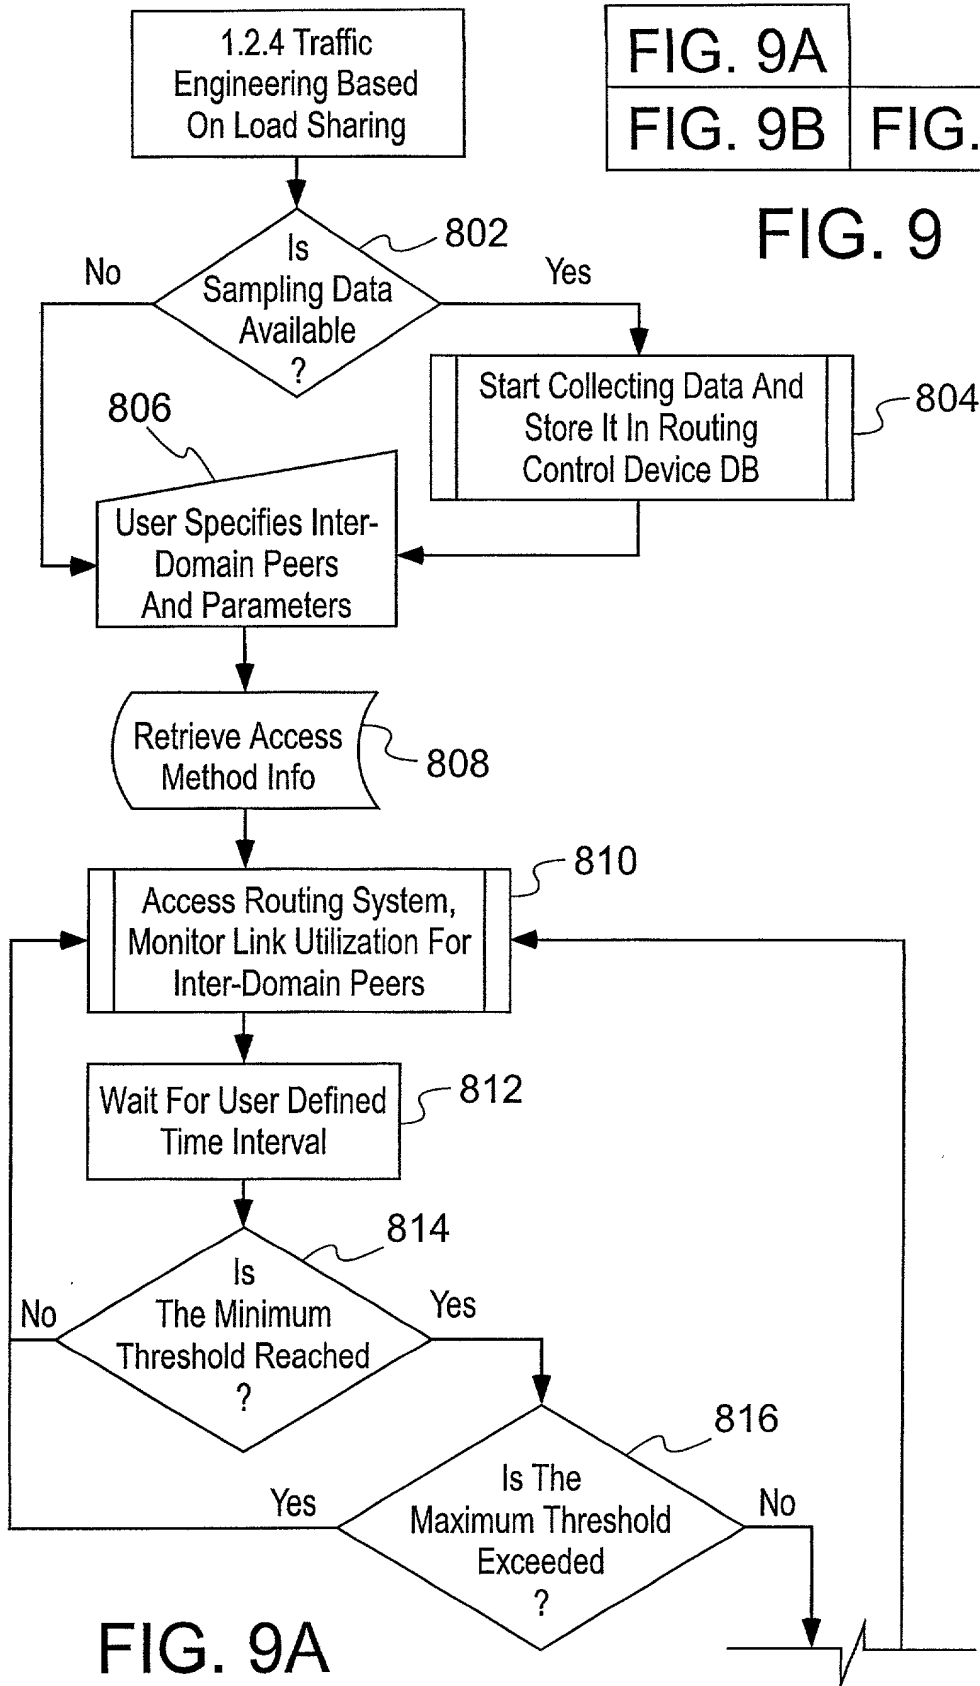 1.2.4 Traffic
Engineering Based
On Load Sharing
FIG. 9A
FIG. 9B
FIG.
FIG. 9
802
Is
Sampling Data
Available
?
No
Yes
804
Start Collecting Data And
Store It In Routing
Control Device DB
806
User Specifies Inter-
Domain Peers
And Parameters
Retrieve Access
Method Info
808
810
Access Routing System,
Monitor Link Utilization For
Inter-Domain Peers
Wait For User Defined
Time Interval
812
814
Is
The Minimum
Threshold Reached
?
No
Yes
816
Is The
Maximum Threshold
Exceeded
?
Yes
No
FIG. 9A